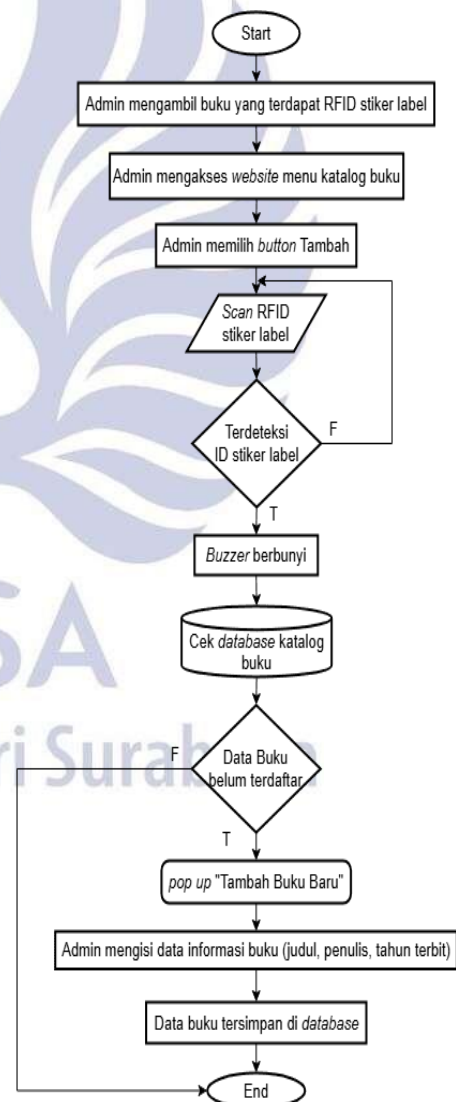 Start
Admin mengambil buku yang terdapat RFID stiker label
Admin mengakses website menu katalog buku
Admin memilih button Tambah
Scan RFID
stiker label
Terdeteksi
ID stiker label
F
T
Buzzer berbunyi
Cek database katalog
buku
SA
ri Surab
F
Data Buku
belum terdaftar
T
pop up "Tambah Buku Baru"
Admin mengisi data informasi buku (judul, penulis, tahun terbit)
Data buku tersimpan di database
End